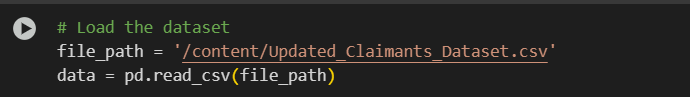 # Load the dataset
file_path = '/content/Updated_Claimants_Dataset.csv'
data = pd.read_csv(file_path)